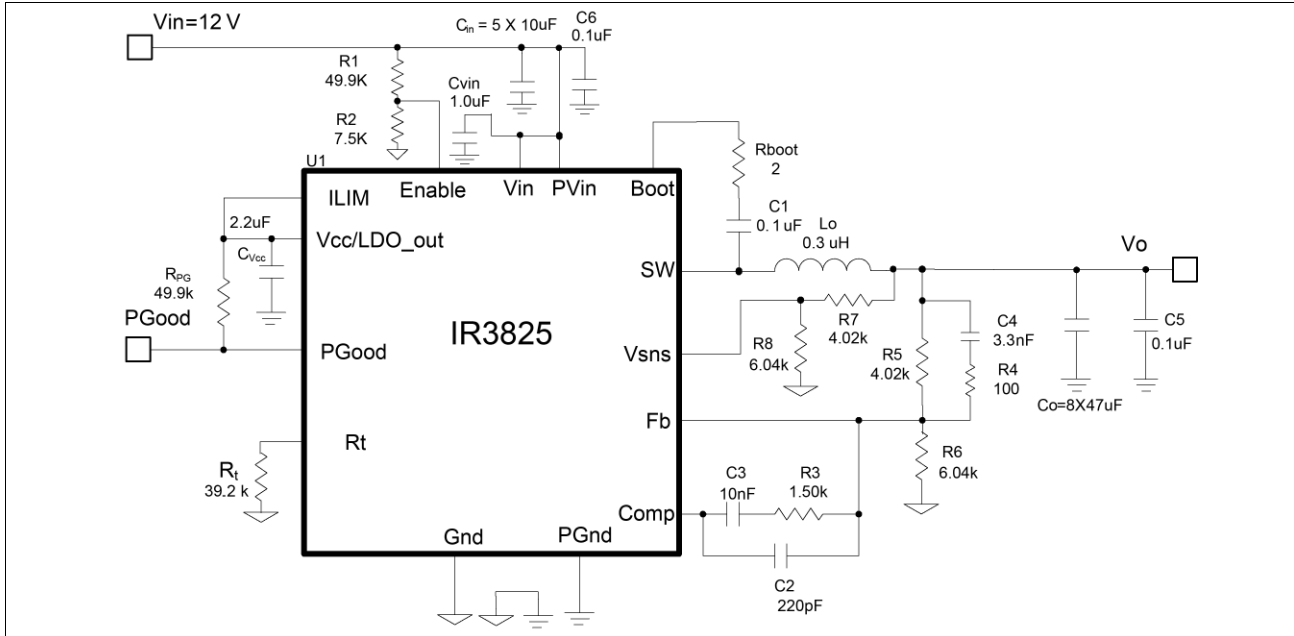 Vin=12 V
Cin = 5 X 10uF
C6
0.1uF
R1
49.9K
Cvin
1.0uF
R2
7.5K
U1
Rboot
2
ILIM
Enable
Vin
PVin
Boot
2.2uF
Vcc/LDO_out
CVcc
C1
0.1 uF
Lo
0.3 uH
Vo
SW
RPG
49.9k
PGood
PGood
IR3825
Vsns
R8
6.04k
R7
4.02k
R5
4.02k
C4
3.3nF
R4
100
C5
0.1uF
Co=8X47uF
Fb
Rt
Rt
39.2 k
R6
6.04k
C3
10nF
R3
1.50k
Comp
Gnd
PGnd
C2
220pF